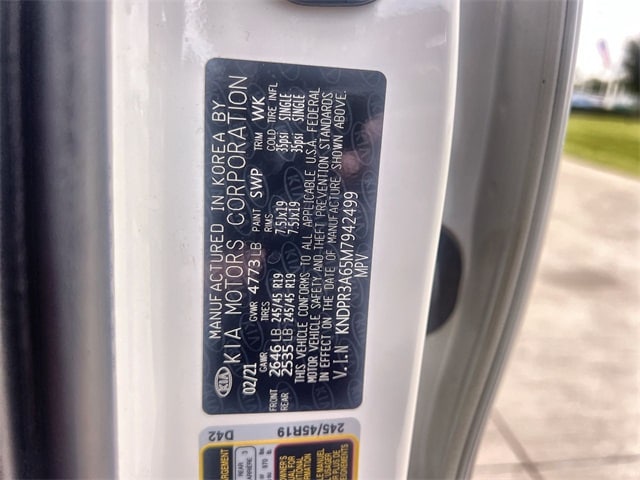 MANUFACTURED IN KOREA BY
KIA KIA MOTORS CORPORATION
02/21 GVWR 4773 LB PAINT SWP TRIM WK
GAWR TIRES RIMS COLD TIRE INFL
FRONT 2646 LB 245/45 R19 7.5Jx19 35psi SINGLE
REAR 2535 LB 245/45 R19 7.5Jx19 35psi SINGLE
THIS VEHICLE CONFORMS TO ALL APPLICABLE U.S.A. FEDERAL
MOTOR VEHICLE SAFETY AND THEFT PREVENTION STANDARDS
IN EFFECT ON THE DATE OF MANUFACTURE SHOWN ABOVE.
V.I.N KNDPR3A65M7942499
MPV
D42 245/45R19
REAR 3